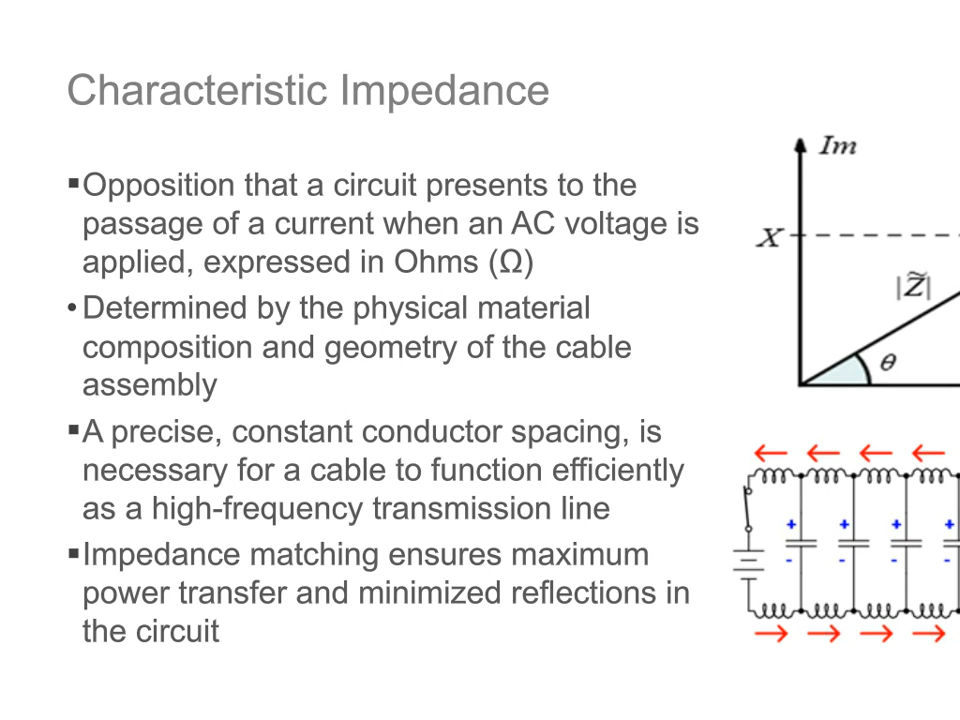 Characteristic Impedance
▪Opposition that a circuit presents to the
passage of a current when an AC voltage is
applied, expressed in Ohms (Ω)
•Determined by the physical material
composition and geometry of the cable
assembly
▪A precise, constant conductor spacing, is
necessary for a cable to function efficiently
as a high-frequency transmission line
▪Impedance matching ensures maximum
power transfer and minimized reflections in
the circuit
Im
X
|Z̃|
θ
+ + + +
- - - -